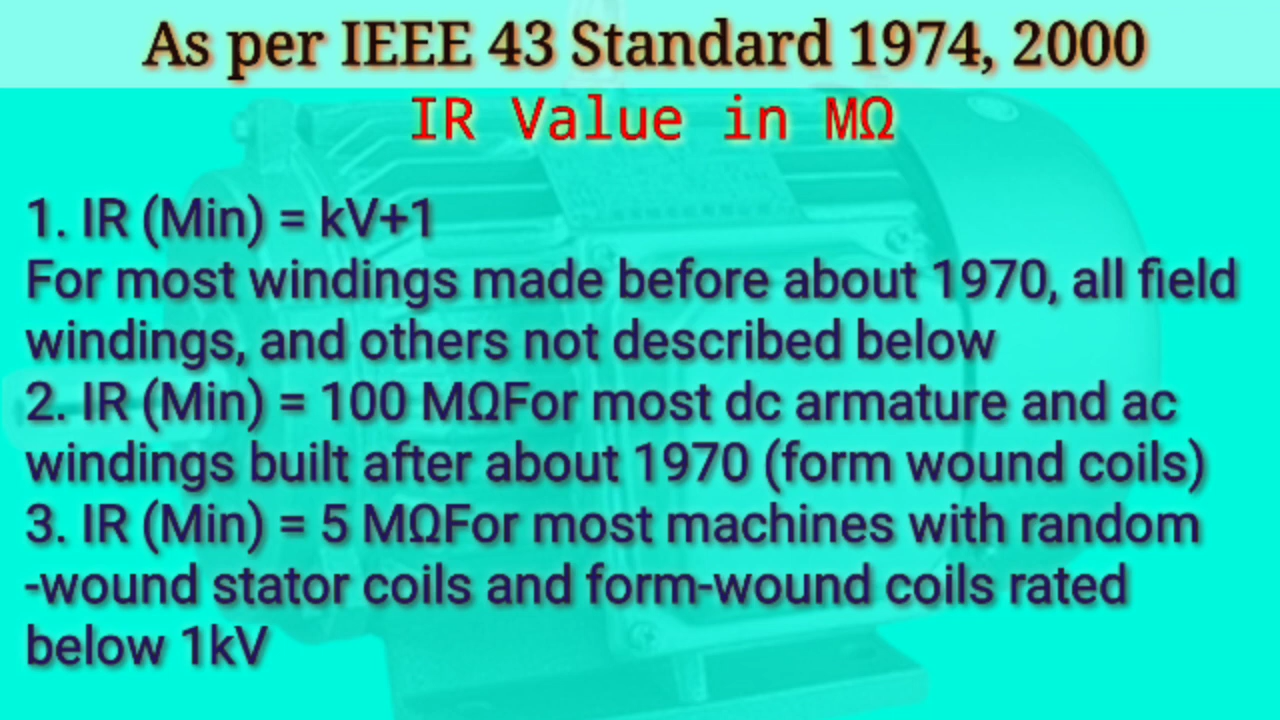 As per IEEE 43 Standard 1974, 2000
IR Value in MΩ
1. IR (Min) = kV+1
For most windings made before about 1970, all field
windings, and others not described below
2. IR (Min) = 100 MΩFor most dc armature and ac
windings built after about 1970 (form wound coils)
3. IR (Min) = 5 MΩFor most machines with random
-wound stator coils and form-wound coils rated
below 1kV